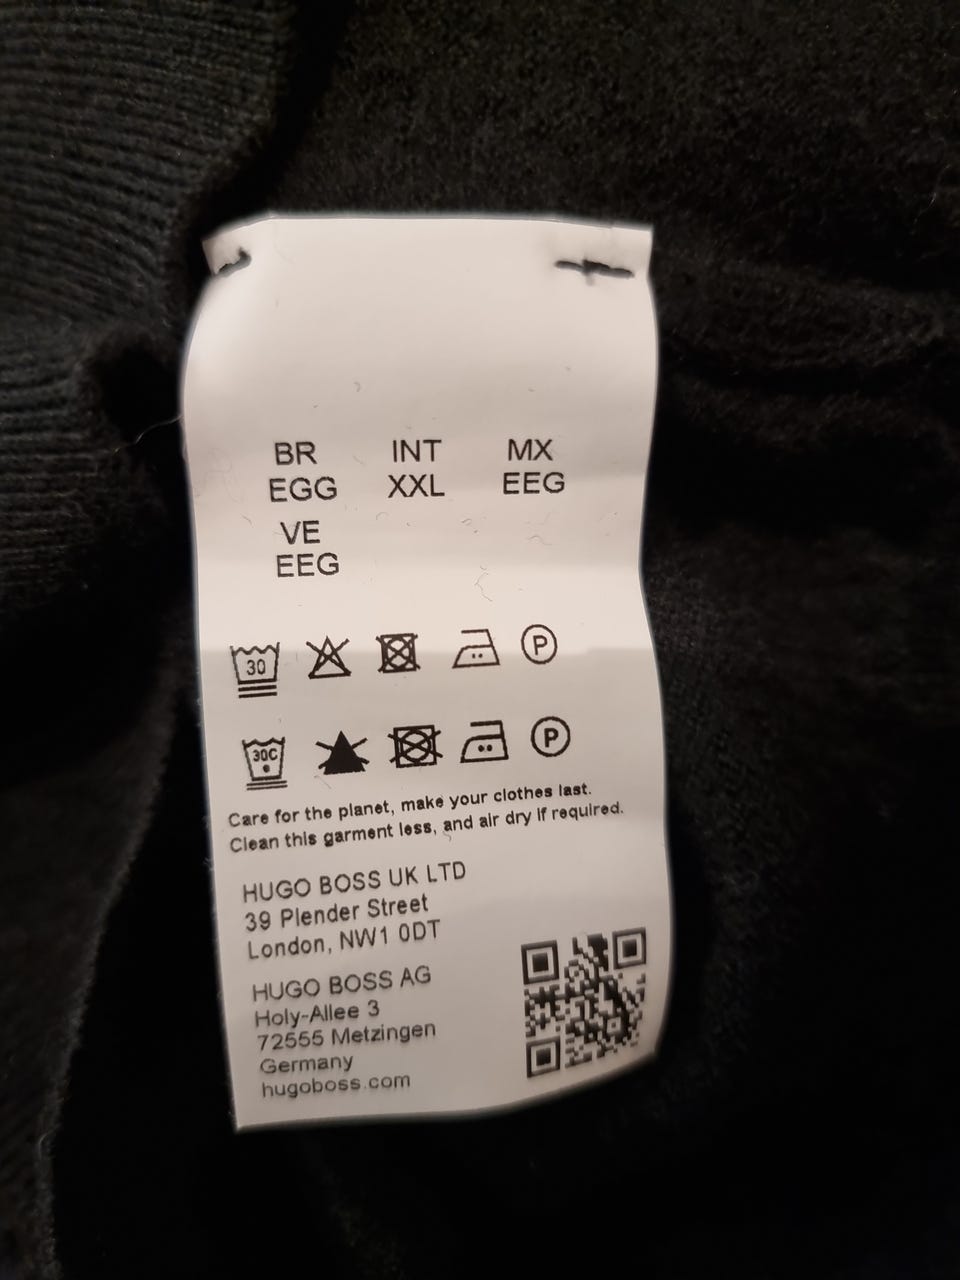 BR INT MX
EGG XXL EEG
VE
EEG
30 P
30C P
Care for the planet, make your clothes last.
Clean this garment less, and air dry if required.
HUGO BOSS UK LTD
39 Plender Street
London, NW1 0DT
HUGO BOSS AG
Holy-Allee 3
72555 Metzingen
Germany
hugoboss.com